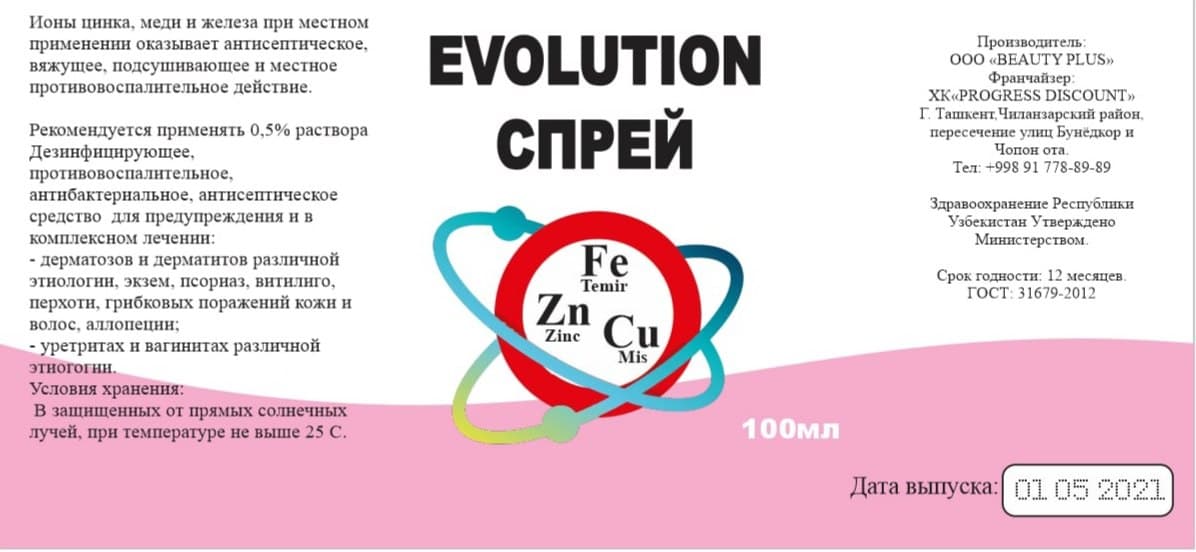 Ионы цинка, меди и железа при местном
применении оказывает антисептическое,
вяжущее, подсушивающее и местное
противовоспалительное действие.
Рекомендуется применять 0,5% раствора
Дезинфицирующее,
противовоспалительное,
антибактериальное, антисептическое
средство для предупреждения и в
комплексном лечении:
- дерматозов и дерматитов различной
этиологии, экзем, псориаз, витилиго,
перхоти, грибковых поражений кожи и
волос, аллопеции;
- уретритах и вагинитах различной
этиогогии.
Условия хранения:
В защищенных от прямых солнечных
лучей, при температуре не выше 25 С.
EVOLUTION
СПРЕЙ
Fe
Temir
Zn
Zinc
Cu
Mis
100мл
Производитель:
ООО «BEAUTY PLUS»
Франчайзер:
ХК«PROGRESS DISCOUNT»
Г. Ташкент,Чиланзарский район,
пересечение улиц Бунёдкор и
Чопон ота.
Тел: +998 91 778-89-89
Здравоохранение Республики
Узбекистан Утверждено
Министерством.
Срок годности: 12 месяцев.
ГОСТ: 31679-2012
Дата выпуска: 01 05 2021